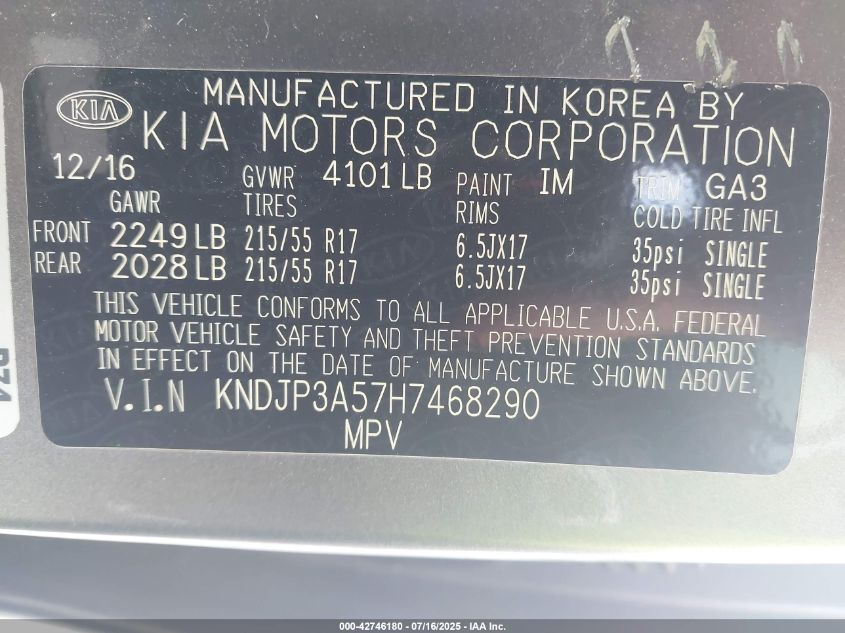 KIA
MANUFACTURED IN KOREA BY
KIA MOTORS CORPORATION
12/16 GVWR 4101 LB PAINT IM TRIM GA3
GAWR TIRES RIMS COLD TIRE INFL
FRONT 2249 LB 215/55 R17 6.5JX17 35psi SINGLE
REAR 2028 LB 215/55 R17 6.5JX17 35psi SINGLE
THIS VEHICLE CONFORMS TO ALL APPLICABLE U.S.A. FEDERAL
MOTOR VEHICLE SAFETY AND THEFT PREVENTION STANDARDS
IN EFFECT ON THE DATE OF MANUFACTURE SHOWN ABOVE.
V.I.N KNDJP3A57H7468290
MPV
000-42746180 - 07/16/2025 - IAA Inc.